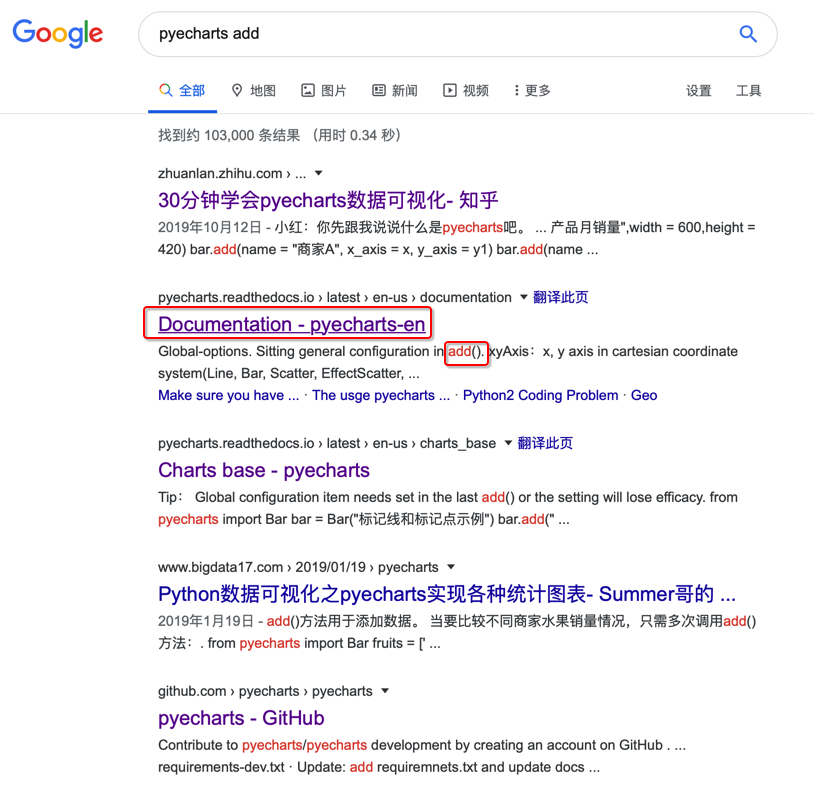 Google
pyecharts add
全部 地图 图片 新闻 视频 更多 设置 工具
找到约 103,000 条结果 （用时 0.34 秒）
zhuanlan.zhihu.com › ...
30分钟学会pyecharts数据可视化- 知乎
2019年10月12日 - 小红：你先跟我说说什么是pyecharts吧。 ... 产品月销量",width = 600,height =
420) bar.add(name = "商家A", x_axis = x, y_axis = y1) bar.add(name ...
pyecharts.readthedocs.io › latest › en-us › documentation 翻译此页
Documentation - pyecharts-en
Global-options. Sitting general configuration in add(). xyAxis：x, y axis in cartesian coordinate
system(Line, Bar, Scatter, EffectScatter, ...
Make sure you have ... · The usge pyecharts ... · Python2 Coding Problem · Geo
pyecharts.readthedocs.io › latest › en-us › charts_base 翻译此页
Charts base - pyecharts
Tip： Global configuration item needs set in the last add() or the setting will lose efficacy. from
pyecharts import Bar bar = Bar("标记线和标记点示例") bar.add(" ...
www.bigdata17.com › 2019/01/19 › pyecharts
Python数据可视化之pyecharts实现各种统计图表- Summer哥的 ...
2019年1月19日 - add()方法用于添加数据。 当要比较不同商家水果销量情况，只需多次调用add()
方法：. from pyecharts import Bar fruits = [' ...
github.com › pyecharts › pyecharts
pyecharts - GitHub
Contribute to pyecharts/pyecharts development by creating an account on GitHub . ...
requirements-dev.txt · Update: add requiremnets.txt and update docs ...